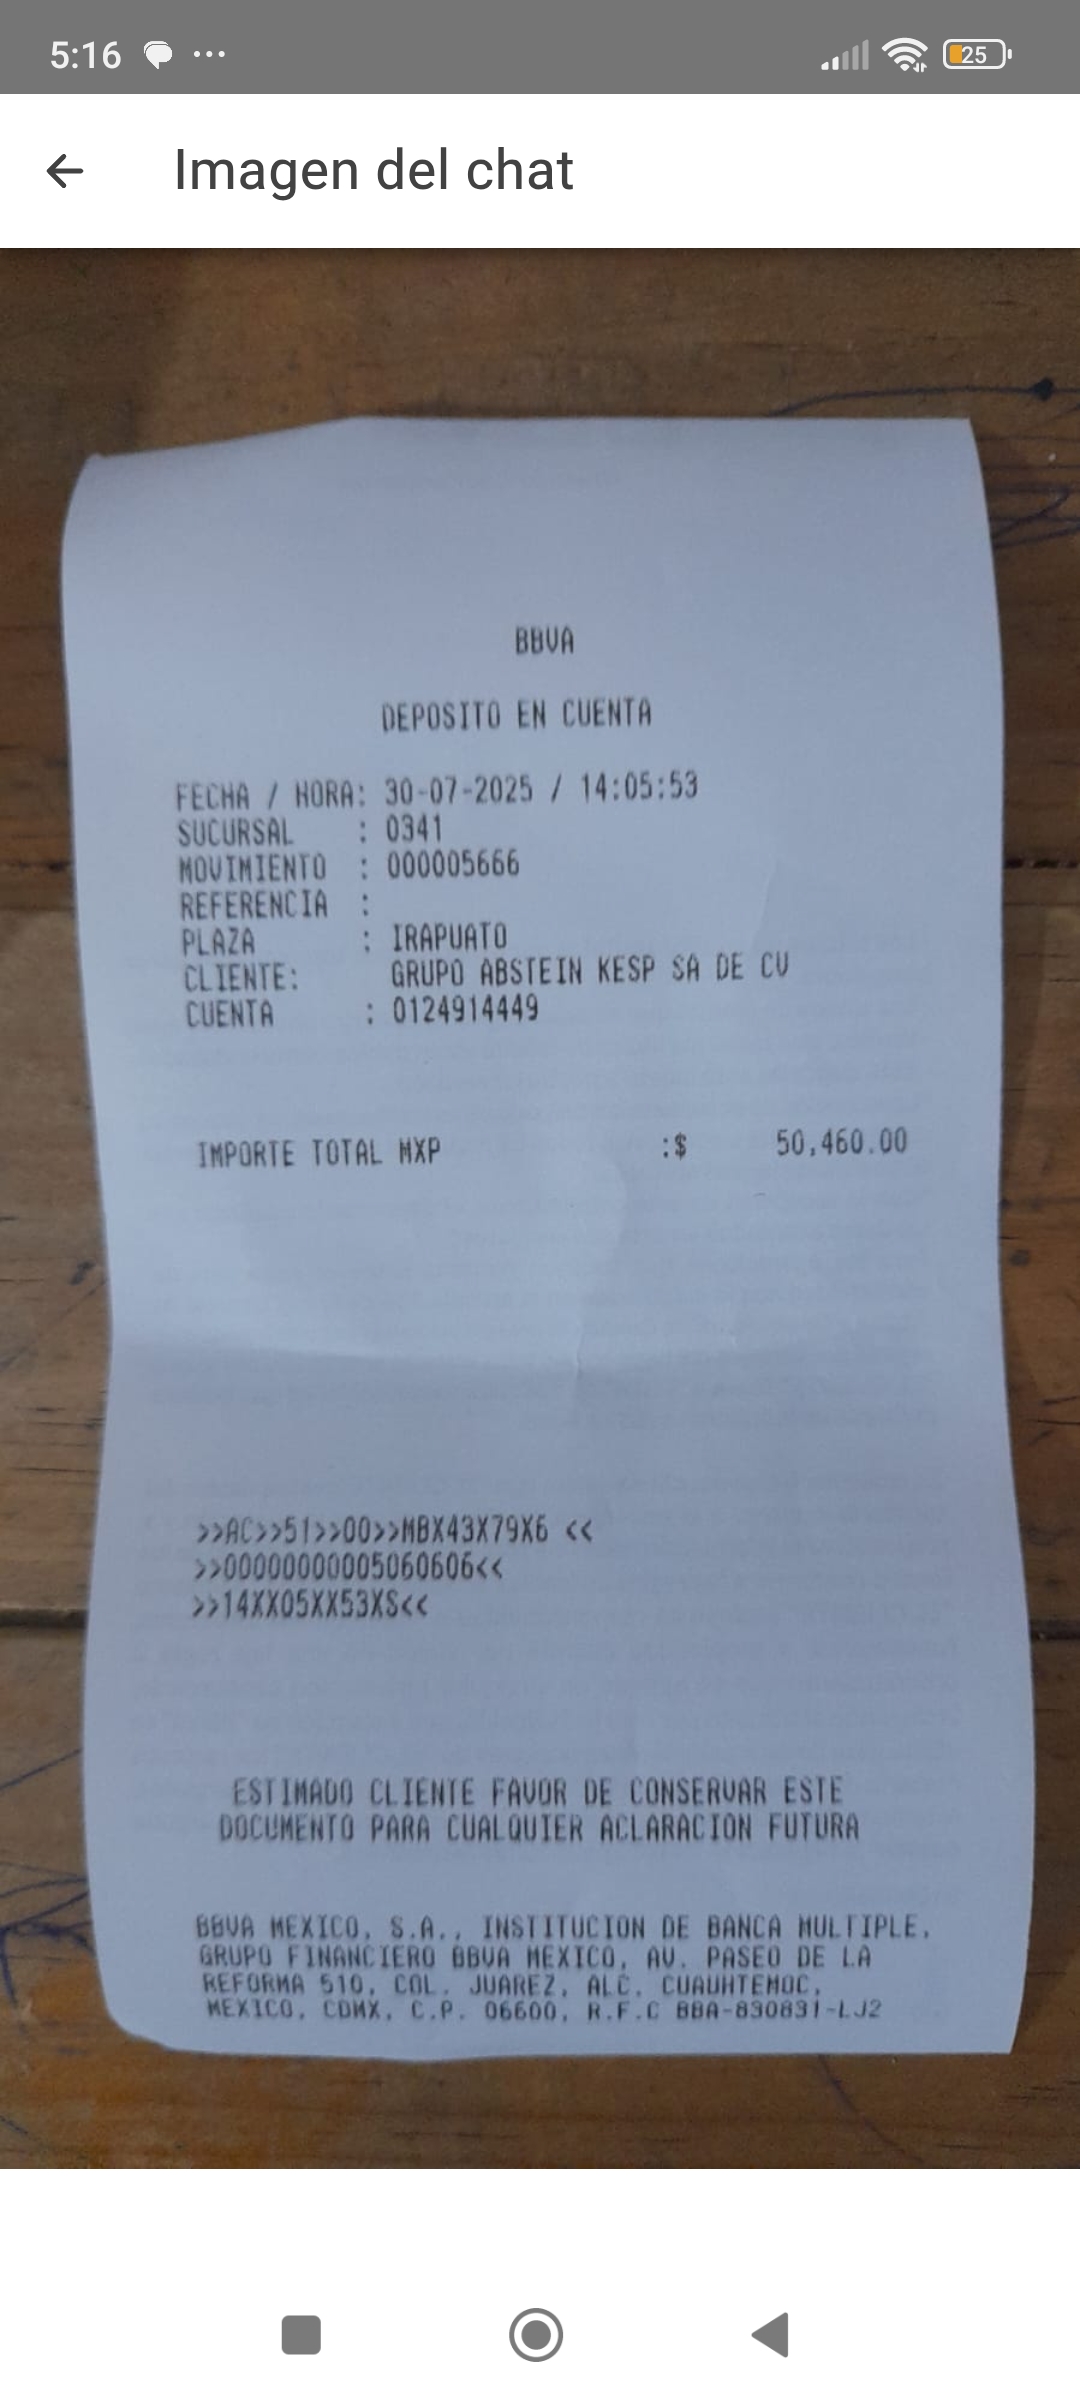 5:16
25
Imagen del chat
BBVA
DEPOSITO EN CUENTA
FECHA / HORA: 30-07-2025 / 14:05:53
SUCURSAL : 0341
MOVIMIENTO : 000005666
REFERENCIA :
PLAZA : IRAPUATO
CLIENTE: GRUPO ABSTEIN KESP SA DE CV
CUENTA : 0124914449
IMPORTE TOTAL MXP :$ 50,460.00
>>AC>>51>>00>>MBX43X79X6 <<
>>00000000005060606<<
>>14XX05XX53XS<<
ESTIMADO CLIENTE FAVOR DE CONSERVAR ESTE
DOCUMENTO PARA CUALQUIER ACLARACION FUTURA
BBVA MEXICO, S.A., INSTITUCION DE BANCA MULTIPLE,
GRUPO FINANCIERO BBVA MEXICO, AV. PASEO DE LA
REFORMA 510, COL. JUAREZ, ALC. CUAUHTEMOC,
MEXICO, CDMX, C.P. 06600, R.F.C BBA-830831-LJ2